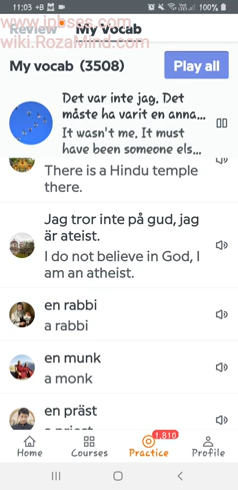 11:03 +B
100%
www.ipleses.com
Review
My Vocab
wiki.RozaMind.com
My vocab (3508)
Play all
Det var inte jag. Det
måste ha varit en anna...
It wasn't me. It must
have been someone els...
There is a Hindu temple
there.
Jag tror inte på gud, jag
är ateist.
I do not believe in God, I
am an atheist.
en rabbi
a rabbi
en munk
a monk
en präst
a priest
1,810
Home
Courses
Practice
Profile